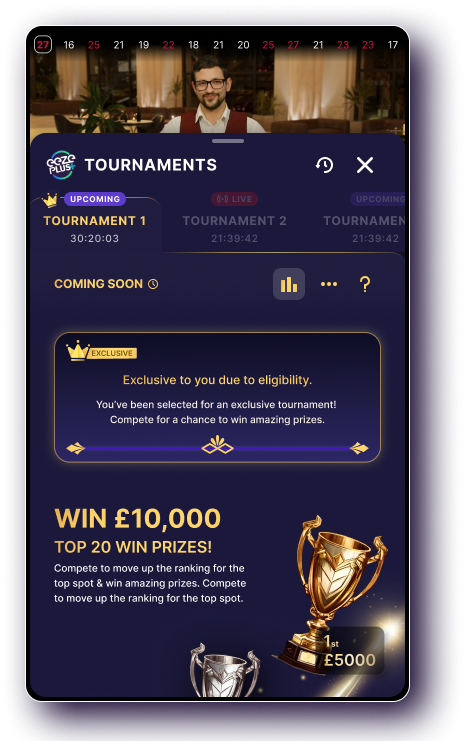 27 16 25 21 19 22 18 21 20 25 27 21 23 23 17
eeze PLUS+ TOURNAMENTS
UPCOMING LIVE UPCOMING
TOURNAMENT 1 TOURNAMENT 2 TOURNAMEN
30:20:03 21:39:42 21:39:42
COMING SOON ?
EXCLUSIVE
Exclusive to you due to eligibility.
You've been selected for an exclusive tournament!
Compete for a chance to win amazing prizes.
WIN £10,000
TOP 20 WIN PRIZES!
Compete to move up the ranking for the
top spot & win amazing prizes. Compete
to move up the ranking for the top spot.
1st
£5000